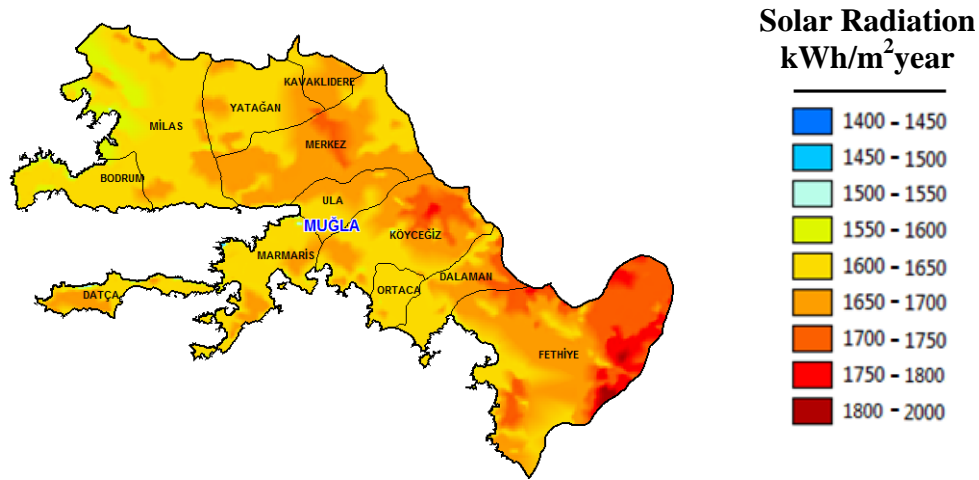 Solar Radiation
kWh/m²year
1400 - 1450
1450 - 1500
1500 - 1550
1550 - 1600
1600 - 1650
1650 - 1700
1700 - 1750
1750 - 1800
1800 - 2000
KAVAKLIDERE
YATAĞAN
MİLAS
MERKEZ
BODRUM
ULA
MUĞLA
KÖYCEĞİZ
MARMARİS
DALAMAN
ORTACA
DATÇA
FETHİYE